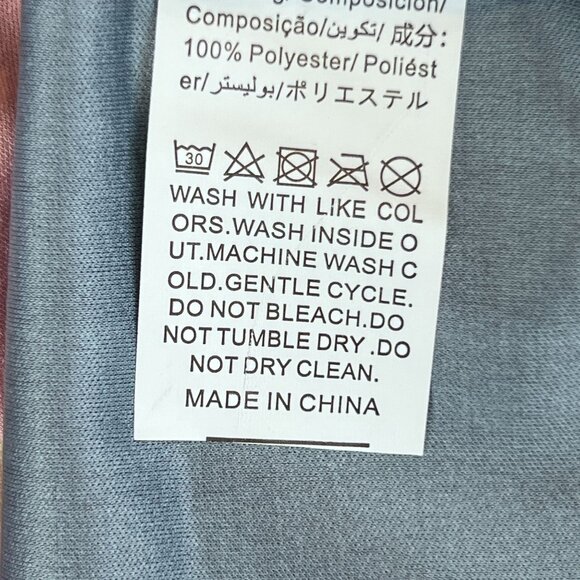 Composición/
Composição/تكوين/ 成分:
100% Polyester/ Poliést
er/بوليستر/ポリエステル
30
WASH WITH LIKE COL
ORS.WASH INSIDE O
UT.MACHINE WASH C
OLD.GENTLE CYCLE.
DO NOT BLEACH.DO
NOT TUMBLE DRY .DO
NOT DRY CLEAN.
MADE IN CHINA